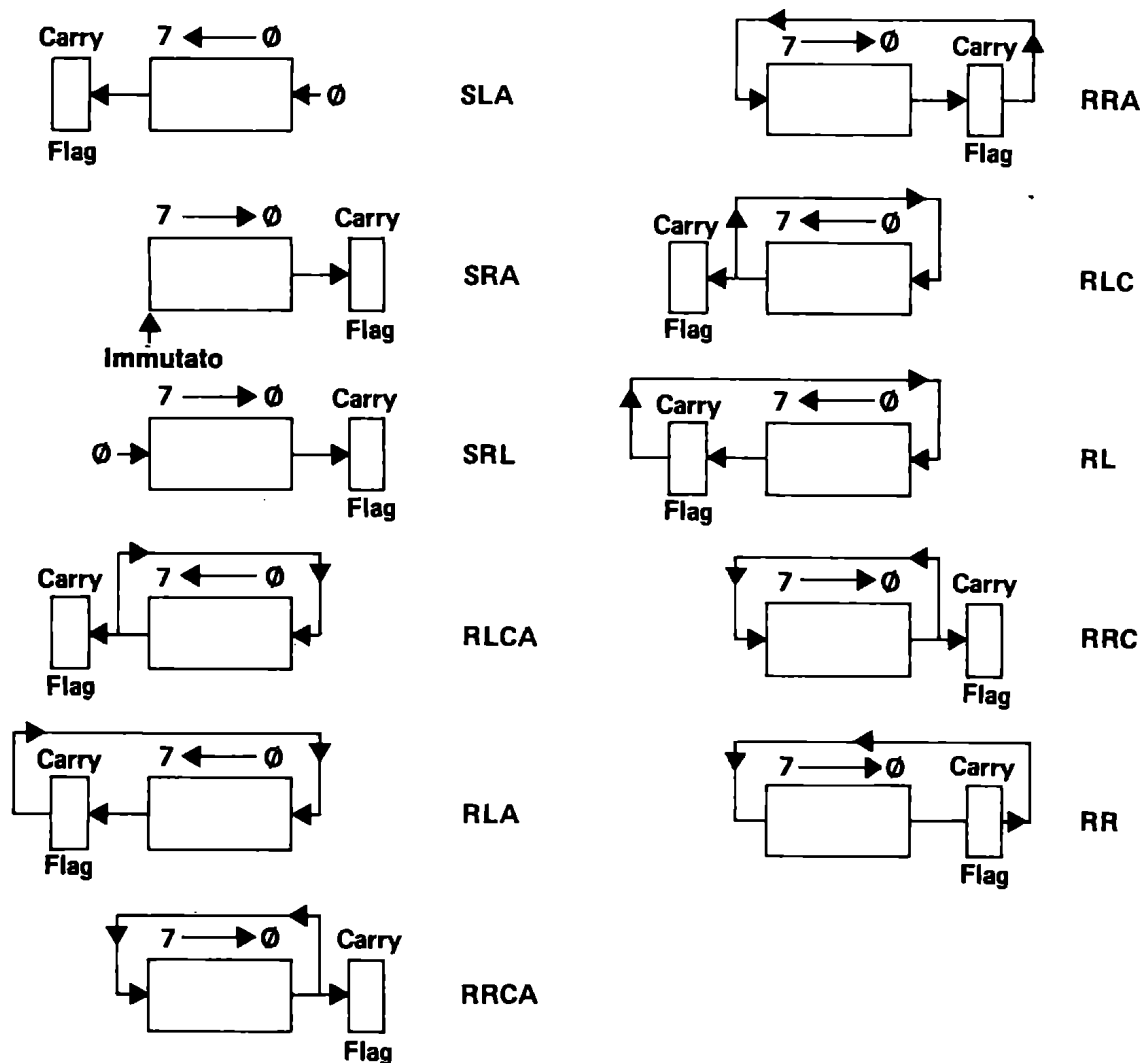 Carry 7 Ø
Ø SLA
Flag
7 Ø Carry
SRA
Flag
Immutato
7 Ø Carry
Ø SRL
Flag
Carry 7 Ø
RLCA
Flag
Carry 7 Ø
RLA
Flag
7 Ø Carry
RRCA
Flag
7 Ø Carry
RRA
Flag
Carry 7 Ø
RLC
Flag
Carry 7 Ø
RL
Flag
7 Ø Carry
RRC
Flag
7 Ø Carry
RR
Flag